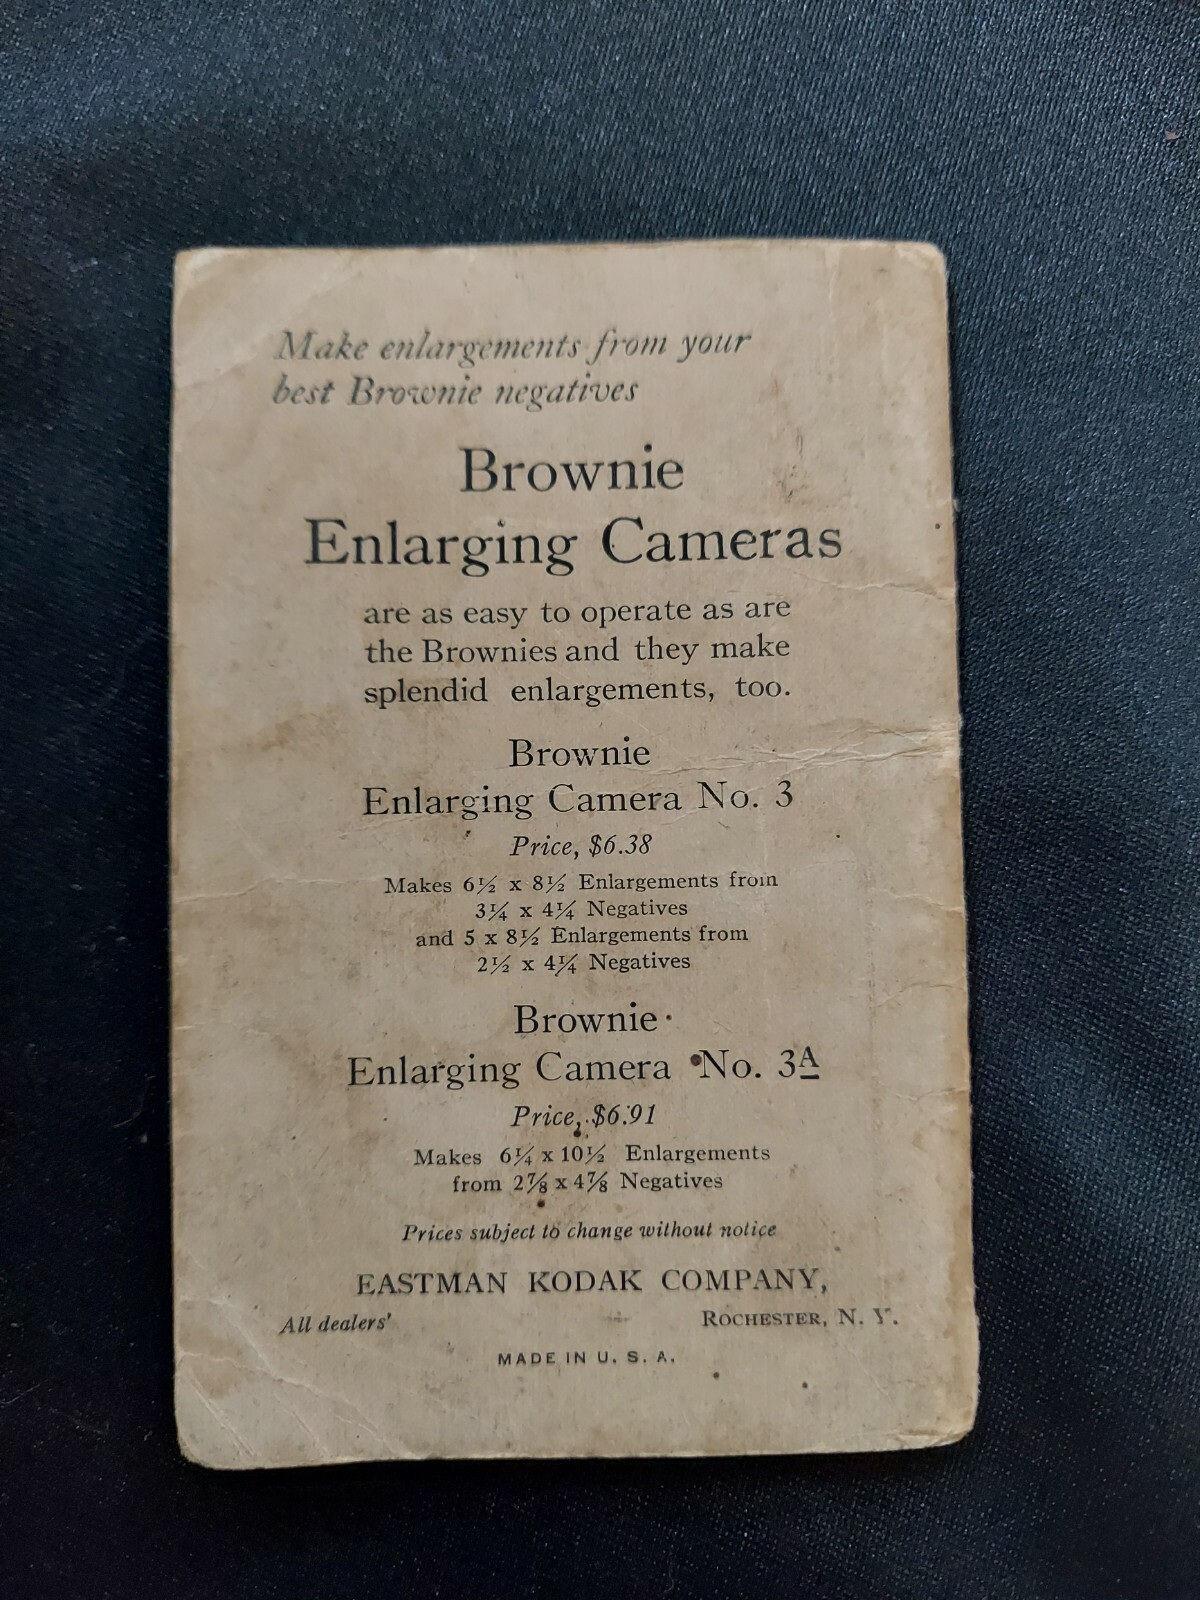 Make enlargements from your
best Brownie negatives
Brownie
Enlarging Cameras
are as easy to operate as are
the Brownies and they make
splendid enlargements, too.
Brownie
Enlarging Camera No. 3
Price, $6.38
Makes 6½ x 8½ Enlargements from
3¼ x 4¼ Negatives
and 5 x 8½ Enlargements from
2½ x 4¼ Negatives
Brownie
Enlarging Camera No. 3A
Price, $6.91
Makes 6¼ x 10½ Enlargements
from 2⅞ x 4⅞ Negatives
Prices subject to change without notice
EASTMAN KODAK COMPANY,
All dealers' ROCHESTER, N. Y.
MADE IN U. S. A.